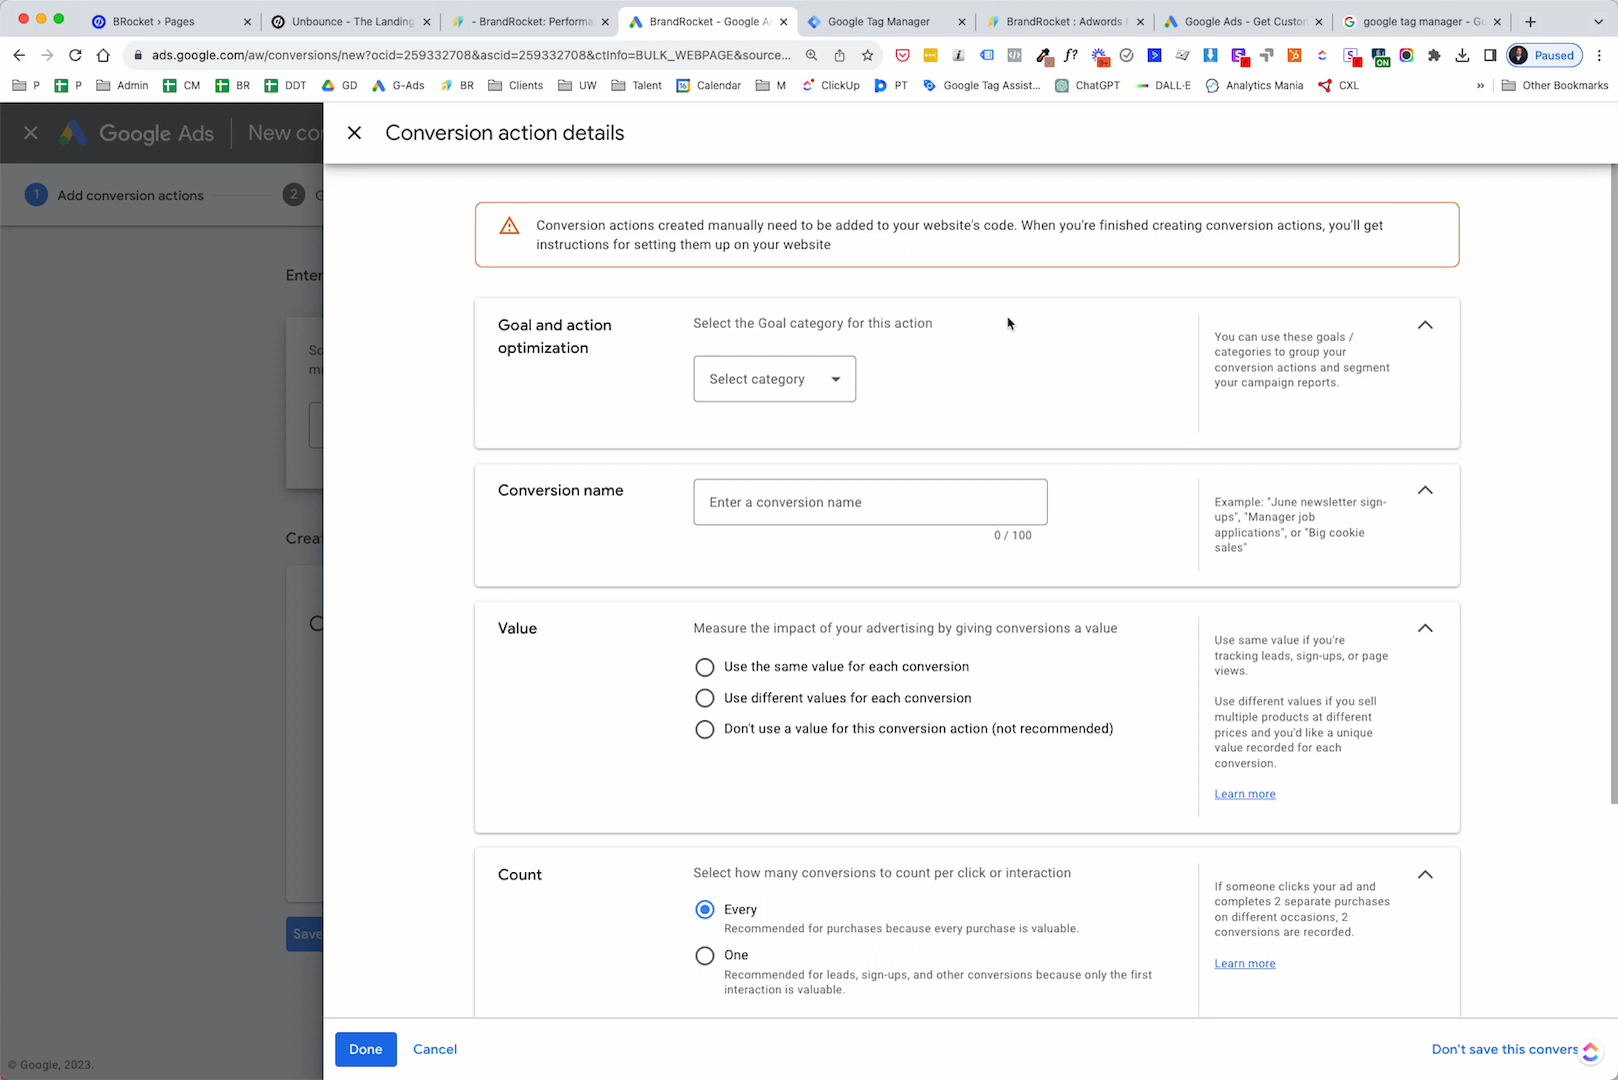 BRocket › Pages
Unbounce - The Landing
- BrandRocket: Performa
BrandRocket - Google A
Google Tag Manager
BrandRocket : Adwords
Google Ads - Get Custom
google tag manager - G
ads.google.com/aw/conversions/new?ocid=259332708&ascid=259332708&ctInfo=BULK_WEBPAGE&source...
Paused
P
P
Admin
CM
BR
DDT
GD
G-Ads
BR
Clients
UW
Talent
Calendar
M
ClickUp
PT
Google Tag Assist...
ChatGPT
DALL·E
Analytics Mania
CXL
»
Other Bookmarks
Google Ads
New co
Conversion action details
1
Add conversion actions
2
G
Conversion actions created manually need to be added to your website's code. When you're finished creating conversion actions, you'll get
instructions for setting them up on your website
Enter
So
m
Goal and action
optimization
Select the Goal category for this action
Select category
You can use these goals /
categories to group your
conversion actions and segment
your campaign reports.
Conversion name
Enter a conversion name
0 / 100
Example: "June newsletter sign-
ups", "Manager job
applications", or "Big cookie
sales"
Crea
Value
Measure the impact of your advertising by giving conversions a value
Use the same value for each conversion
Use different values for each conversion
Don't use a value for this conversion action (not recommended)
Use same value if you're
tracking leads, sign-ups, or page
views.
Use different values if you sell
multiple products at different
prices and you'd like a unique
value recorded for each
conversion.
Learn more
Count
Select how many conversions to count per click or interaction
Every
Recommended for purchases because every purchase is valuable.
One
Recommended for leads, sign-ups, and other conversions because only the first
interaction is valuable.
If someone clicks your ad and
completes 2 separate purchases
on different occasions, 2
conversions are recorded.
Learn more
Save
Done
Cancel
Don't save this convers
© Google, 2023.